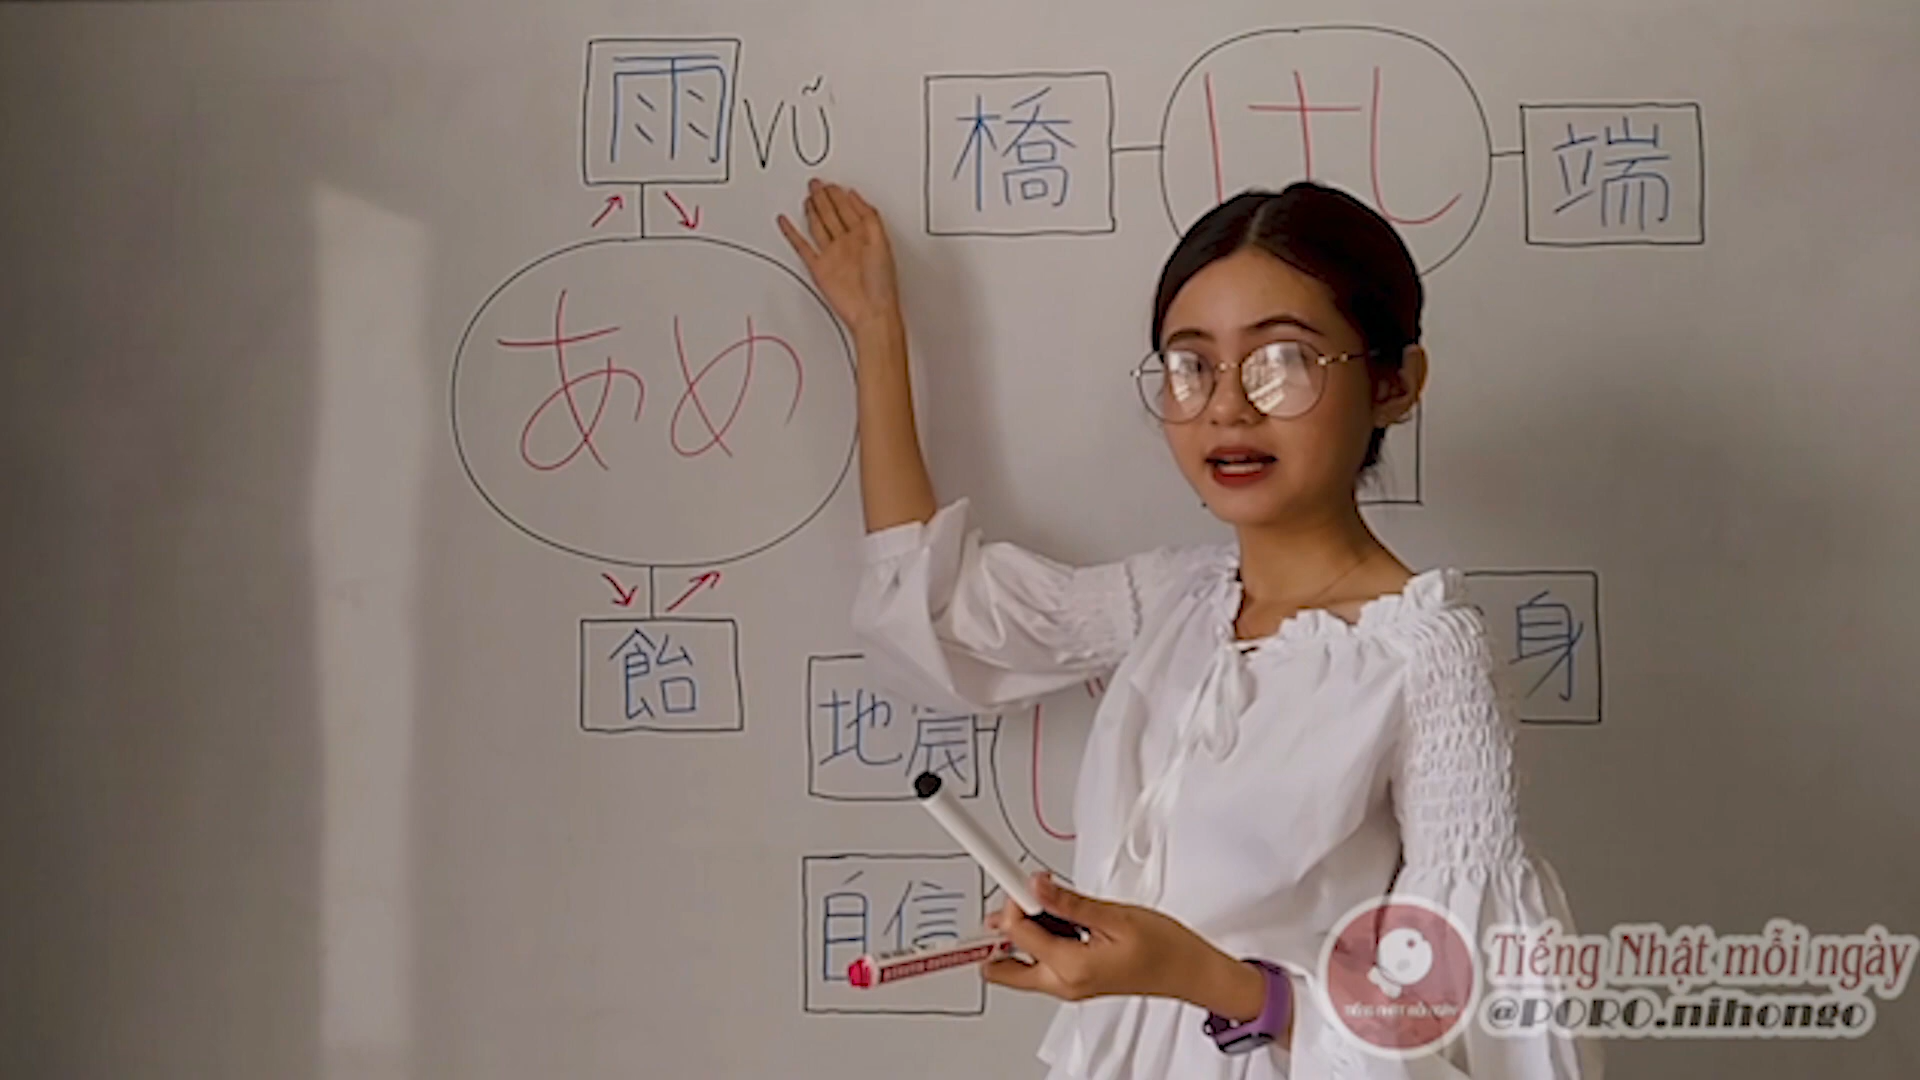 雨 vũ
橋
はし
端
あめ
飴
地震
身
じ
自信
Tiếng Nhật mỗi ngày
@PORO.nihongo